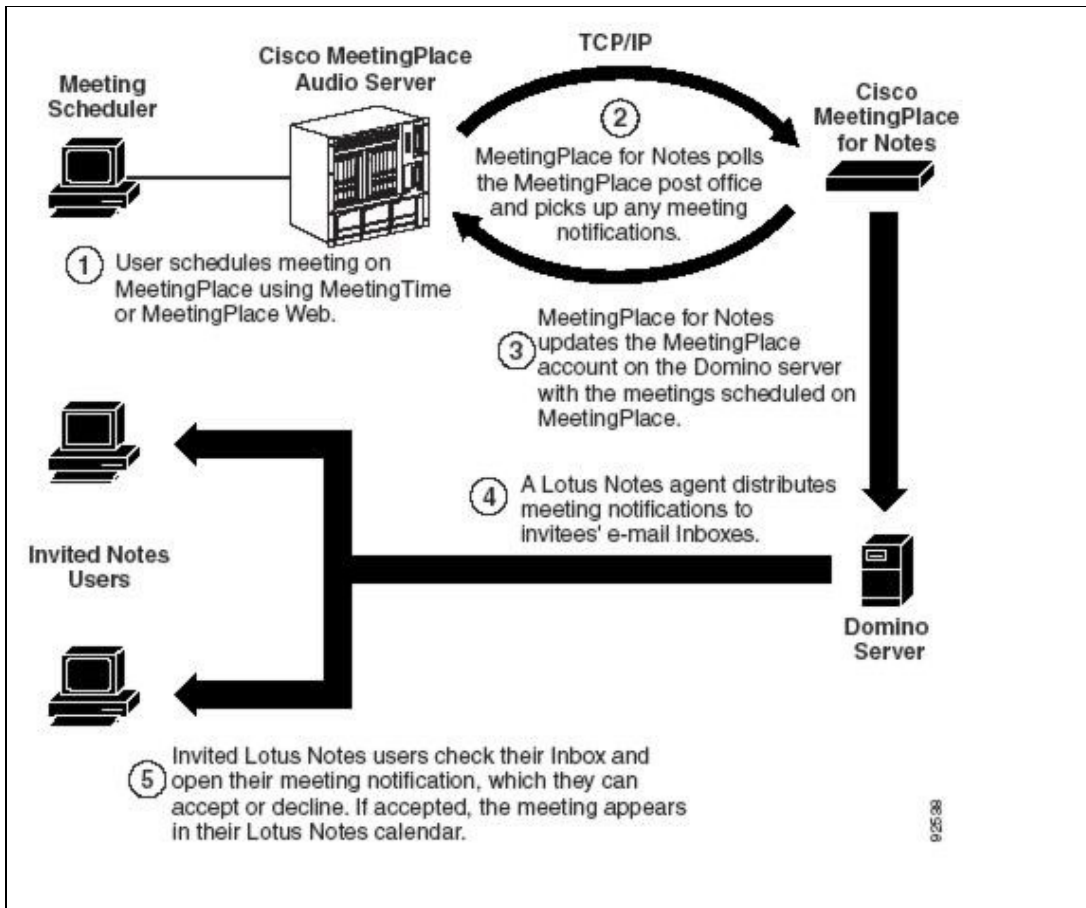 TCP/IP
Cisco MeetingPlace
Audio Server
Meeting
Scheduler
Cisco
MeetingPlace
for Notes
2
MeetingPlace for Notes polls
the MeetingPlace post office
and picks up any meeting
notifications.
1
User schedules meeting on
MeetingPlace using MeetingTime
or MeetingPlace Web.
3
MeetingPlace for Notes
updates the MeetingPlace
account on the Domino server
with the meetings scheduled on
MeetingPlace.
4
A Lotus Notes agent distributes
meeting notifications to
invitees' e-mail Inboxes.
Invited Notes
Users
Domino
Server
5
Invited Lotus Notes users check their Inbox and
open their meeting notification, which they can
accept or decline. If accepted, the meeting appears
in their Lotus Notes calendar.
92538